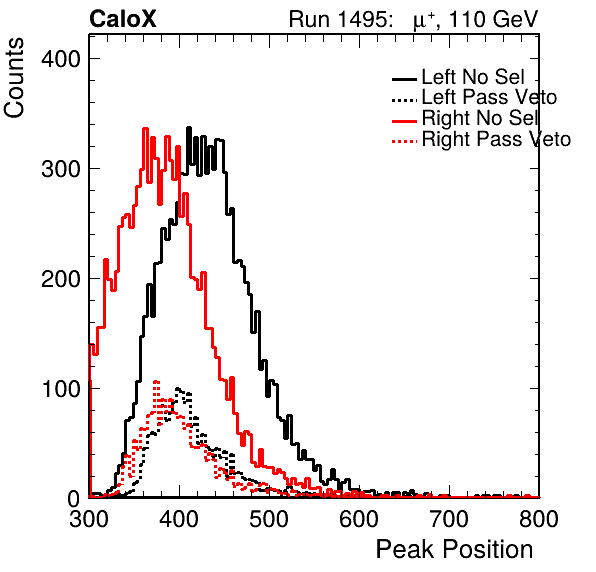 CaloX Run 1495: μ⁺, 110 GeV
Counts
400
300
200
100
0
Left No Sel
Left Pass Veto
Right No Sel
Right Pass Veto
300 400 500 600 700 800
Peak Position